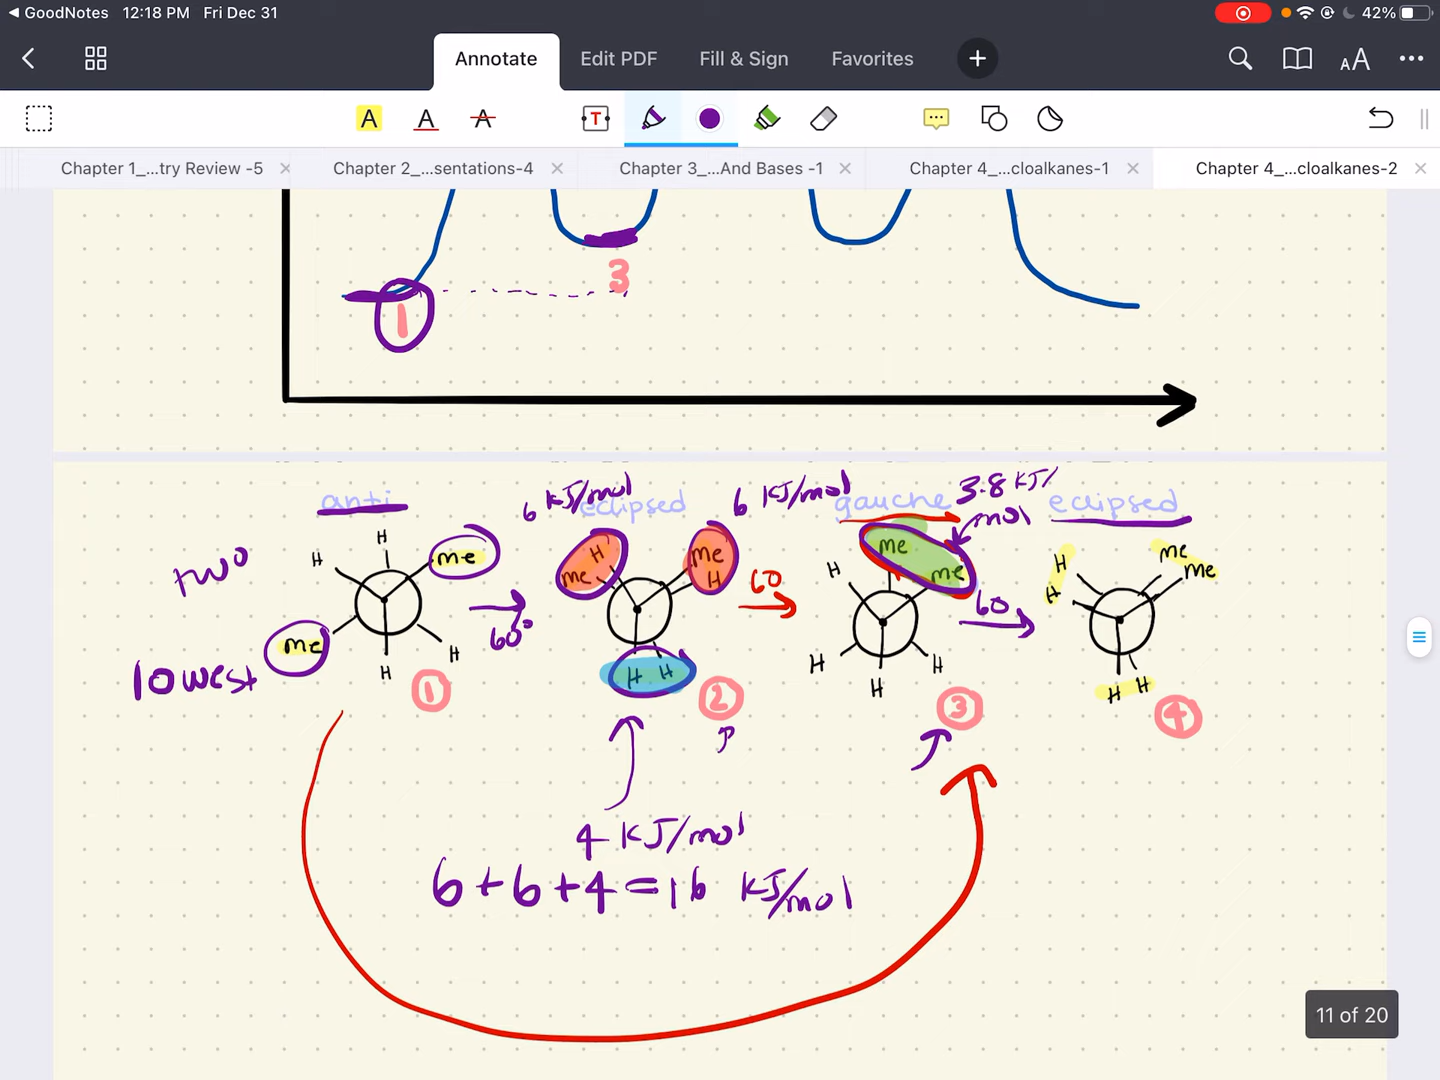 GoodNotes 12:18 PM Fri Dec 31 42%
Annotate Edit PDF Fill & Sign Favorites
A A A T
Chapter 1_...try Review -5 Chapter 2_...sentations-4 Chapter 3_...And Bases -1 Chapter 4_...cloalkanes-1 Chapter 4_...cloalkanes-2
3
1
anti 6 KJ/mol eclipsed 6 KJ/mol gauche 3.8 KJ/mol eclipsed
two
lowest
H H me me H H 1
60°
H me me H H H 2
60
me me H H H H 3
60
H H me me H H 4
4 KJ/mol
6+6+4=16 KJ/mol
11 of 20